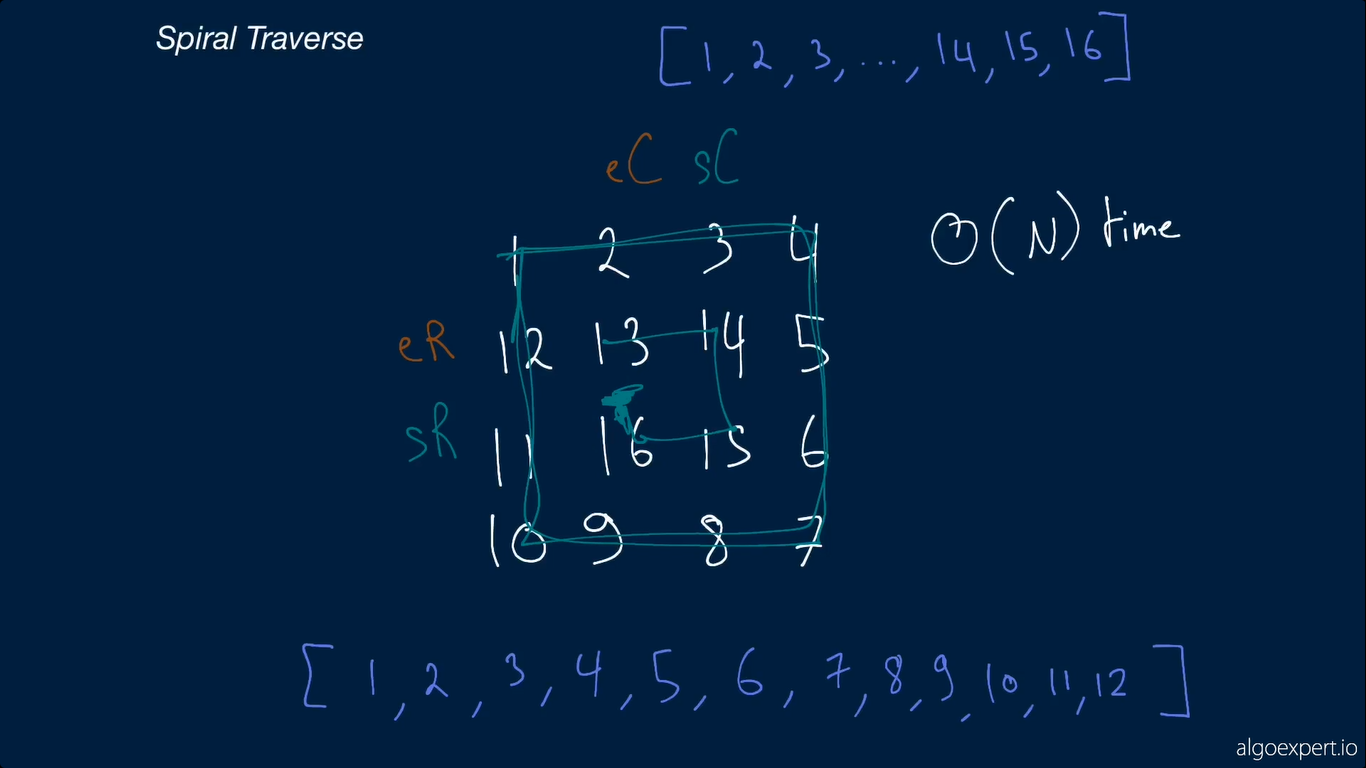 Spiral Traverse
[1, 2, 3, ..., 14, 15, 16]
eC sC
O(N) time
1 2 3 4
eR 12 13 14 5
sR 11 16 15 6
10 9 8 7
[1, 2, 3, 4, 5, 6, 7, 8, 9, 10, 11, 12]
algoexpert.io